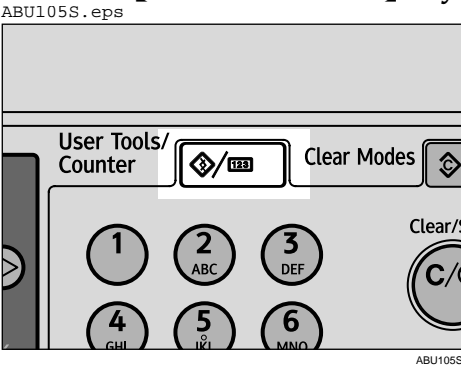 ABU105S.eps
User Tools/
Counter
123
Clear Modes
Clear/S
C/
1
2
ABC
3
DEF
4
GHI
5
JKL
6
MNO
ABU105S